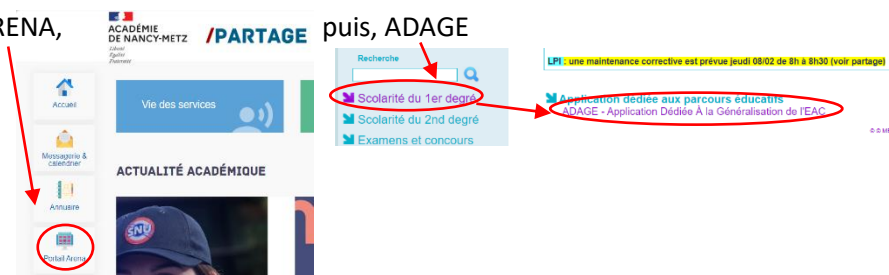 RENA,
puis, ADAGE
ACADÉMIE
DE NANCY-METZ
Liberté
Égalité
Fraternité
/PARTAGE
Accueil
Messagerie &
calendrier
Annuaire
Portail Arena
Vie des services
ACTUALITÉ ACADÉMIQUE
SNU
Recherche
Scolarité du 1er degré
Scolarité du 2nd degré
Examens et concours
LPI : une maintenance corrective est prévue jeudi 08/02 de 8h à 8h30 (voir partage)
Application dédiée aux parcours éducatifs
ADAGE - Application Dédiée À la Généralisation de l'EAC